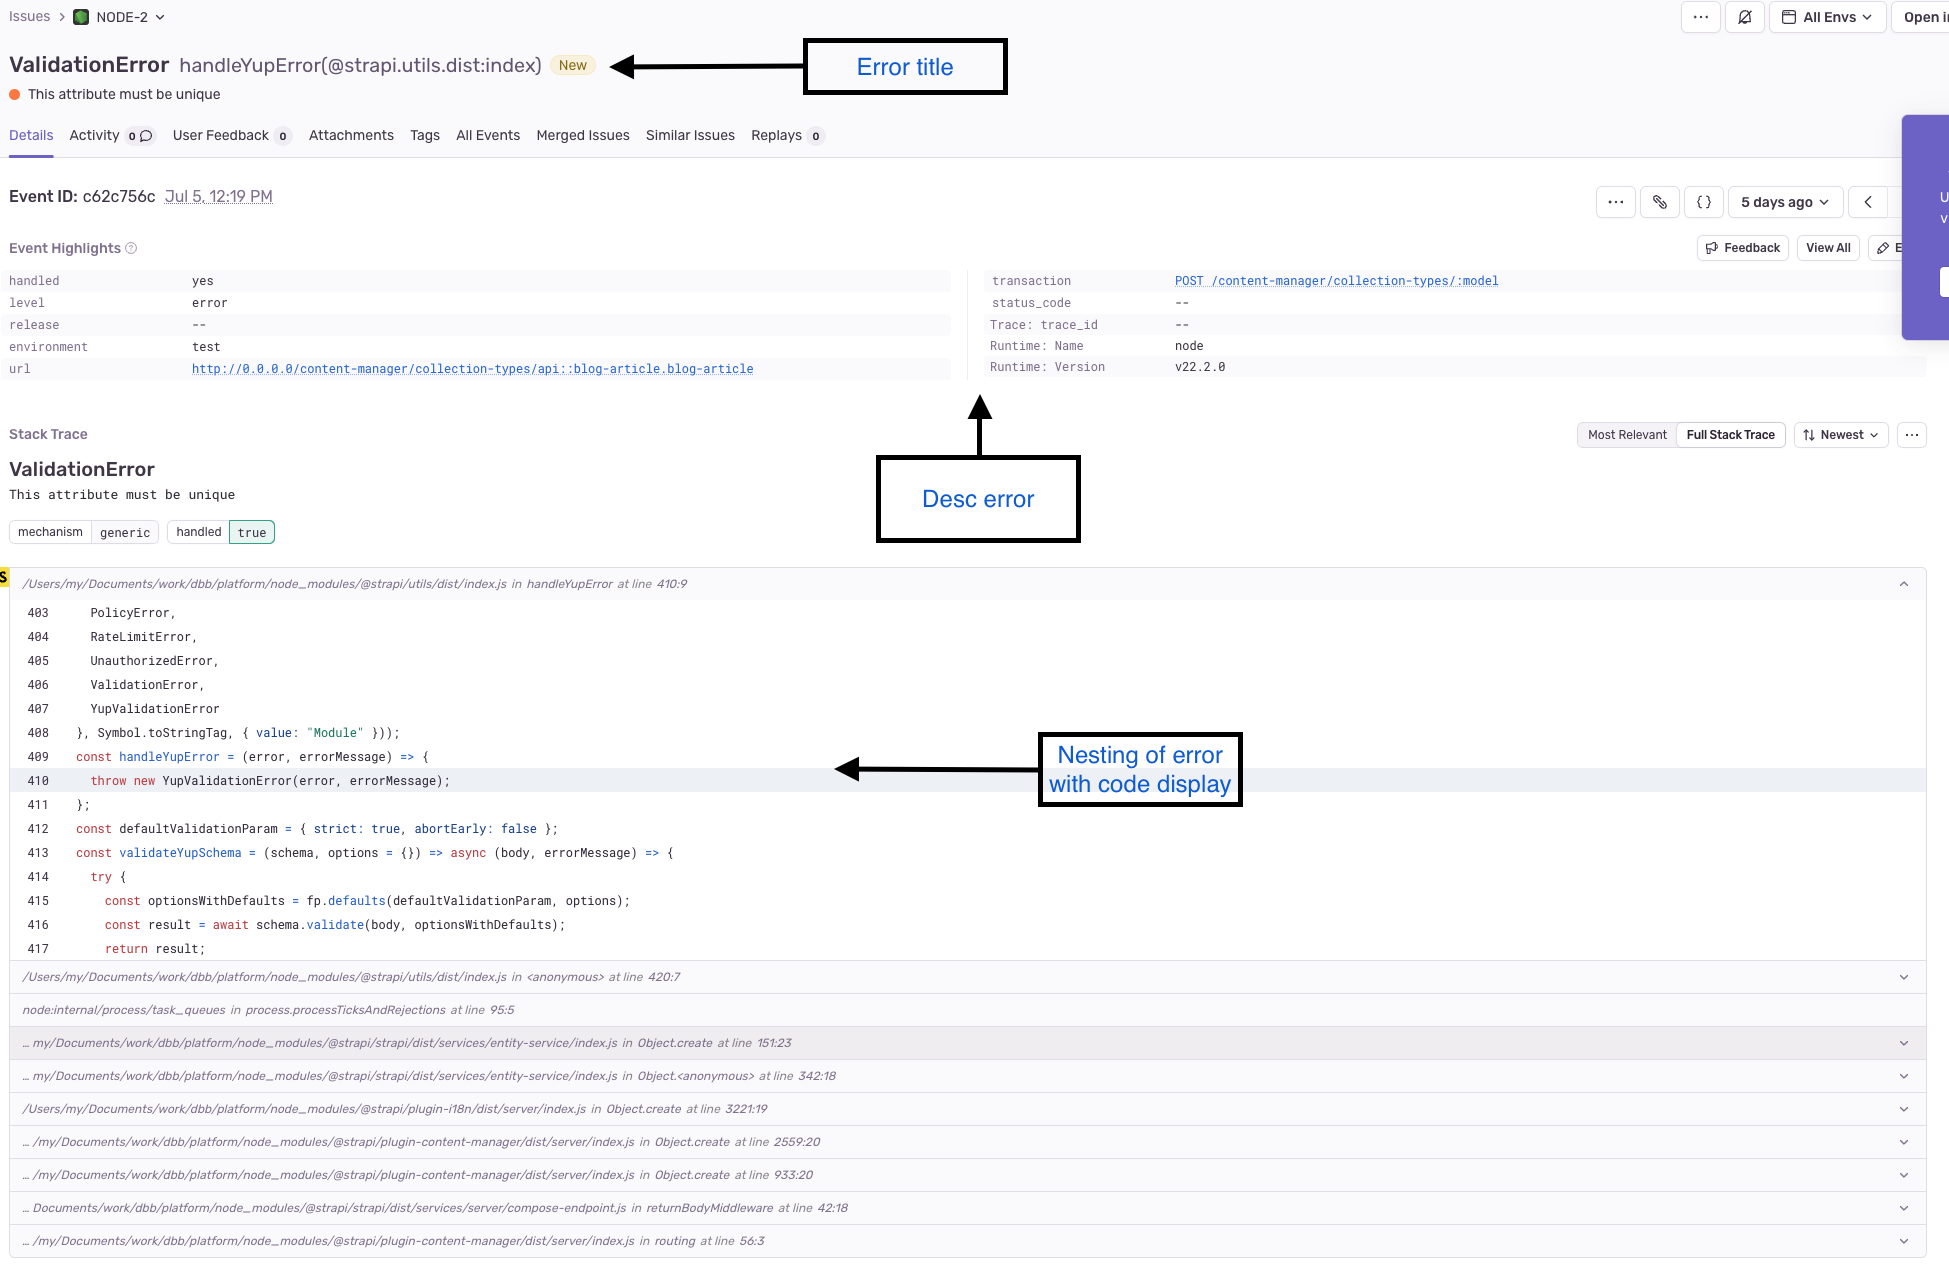 Issues > NODE-2
All Envs
Open i
ValidationError handleYupError(@strapi.utils.dist:index) New
Error title
This attribute must be unique
Details Activity 0 User Feedback 0 Attachments Tags All Events Merged Issues Similar Issues Replays 0
Event ID: c62c756c Jul 5, 12:19 PM
5 days ago
U
v
Event Highlights ?
Feedback View All E
handled yes
level error
release --
environment test
url http://0.0.0.0/content-manager/collection-types/api::blog-article.blog-article
transaction POST /content-manager/collection-types/:model
status_code --
Trace: trace_id --
Runtime: Name node
Runtime: Version v22.2.0
Desc error
Stack Trace
Most Relevant Full Stack Trace Newest
ValidationError
This attribute must be unique
mechanism generic handled true
S
/Users/my/Documents/work/dbb/platform/node_modules/@strapi/utils/dist/index.js in handleYupError at line 410:9
403 PolicyError,
404 RateLimitError,
405 UnauthorizedError,
406 ValidationError,
407 YupValidationError
408 }, Symbol.toStringTag, { value: "Module" }));
409 const handleYupError = (error, errorMessage) => {
410 throw new YupValidationError(error, errorMessage);
411 };
412 const defaultValidationParam = { strict: true, abortEarly: false };
413 const validateYupSchema = (schema, options = {}) => async (body, errorMessage) => {
414 try {
415 const optionsWithDefaults = fp.defaults(defaultValidationParam, options);
416 const result = await schema.validate(body, optionsWithDefaults);
417 return result;
Nesting of error
with code display
/Users/my/Documents/work/dbb/platform/node_modules/@strapi/utils/dist/index.js in <anonymous> at line 420:7
node:internal/process/task_queues in process.processTicksAndRejections at line 95:5
… my/Documents/work/dbb/platform/node_modules/@strapi/strapi/dist/services/entity-service/index.js in Object.create at line 151:23
… my/Documents/work/dbb/platform/node_modules/@strapi/strapi/dist/services/entity-service/index.js in Object.<anonymous> at line 342:18
/Users/my/Documents/work/dbb/platform/node_modules/@strapi/plugin-i18n/dist/server/index.js in Object.create at line 3221:19
… /my/Documents/work/dbb/platform/node_modules/@strapi/plugin-content-manager/dist/server/index.js in Object.create at line 2559:20
… /my/Documents/work/dbb/platform/node_modules/@strapi/plugin-content-manager/dist/server/index.js in Object.create at line 933:20
… Documents/work/dbb/platform/node_modules/@strapi/strapi/dist/services/server/compose-endpoint.js in returnBodyMiddleware at line 42:18
… /my/Documents/work/dbb/platform/node_modules/@strapi/plugin-content-manager/dist/server/index.js in routing at line 56:3